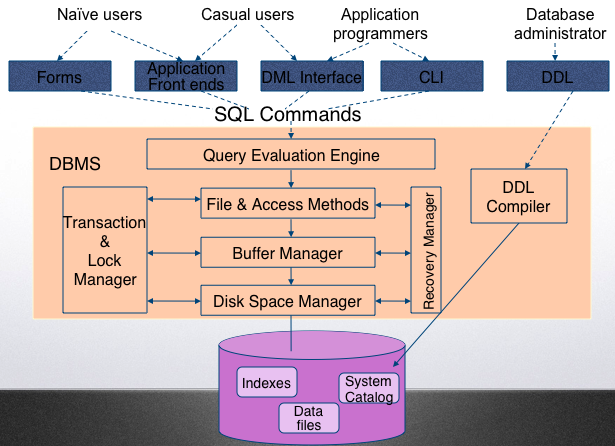 Naïve users
Casual users
Application
programmers
Database
administrator
Forms
Application
Front ends
DML Interface
CLI
DDL
SQL Commands
DBMS
Query Evaluation Engine
Transaction
&
Lock
Manager
File & Access Methods
Buffer Manager
Disk Space Manager
Recovery Manager
DDL
Compiler
Indexes
System
Catalog
Data
files